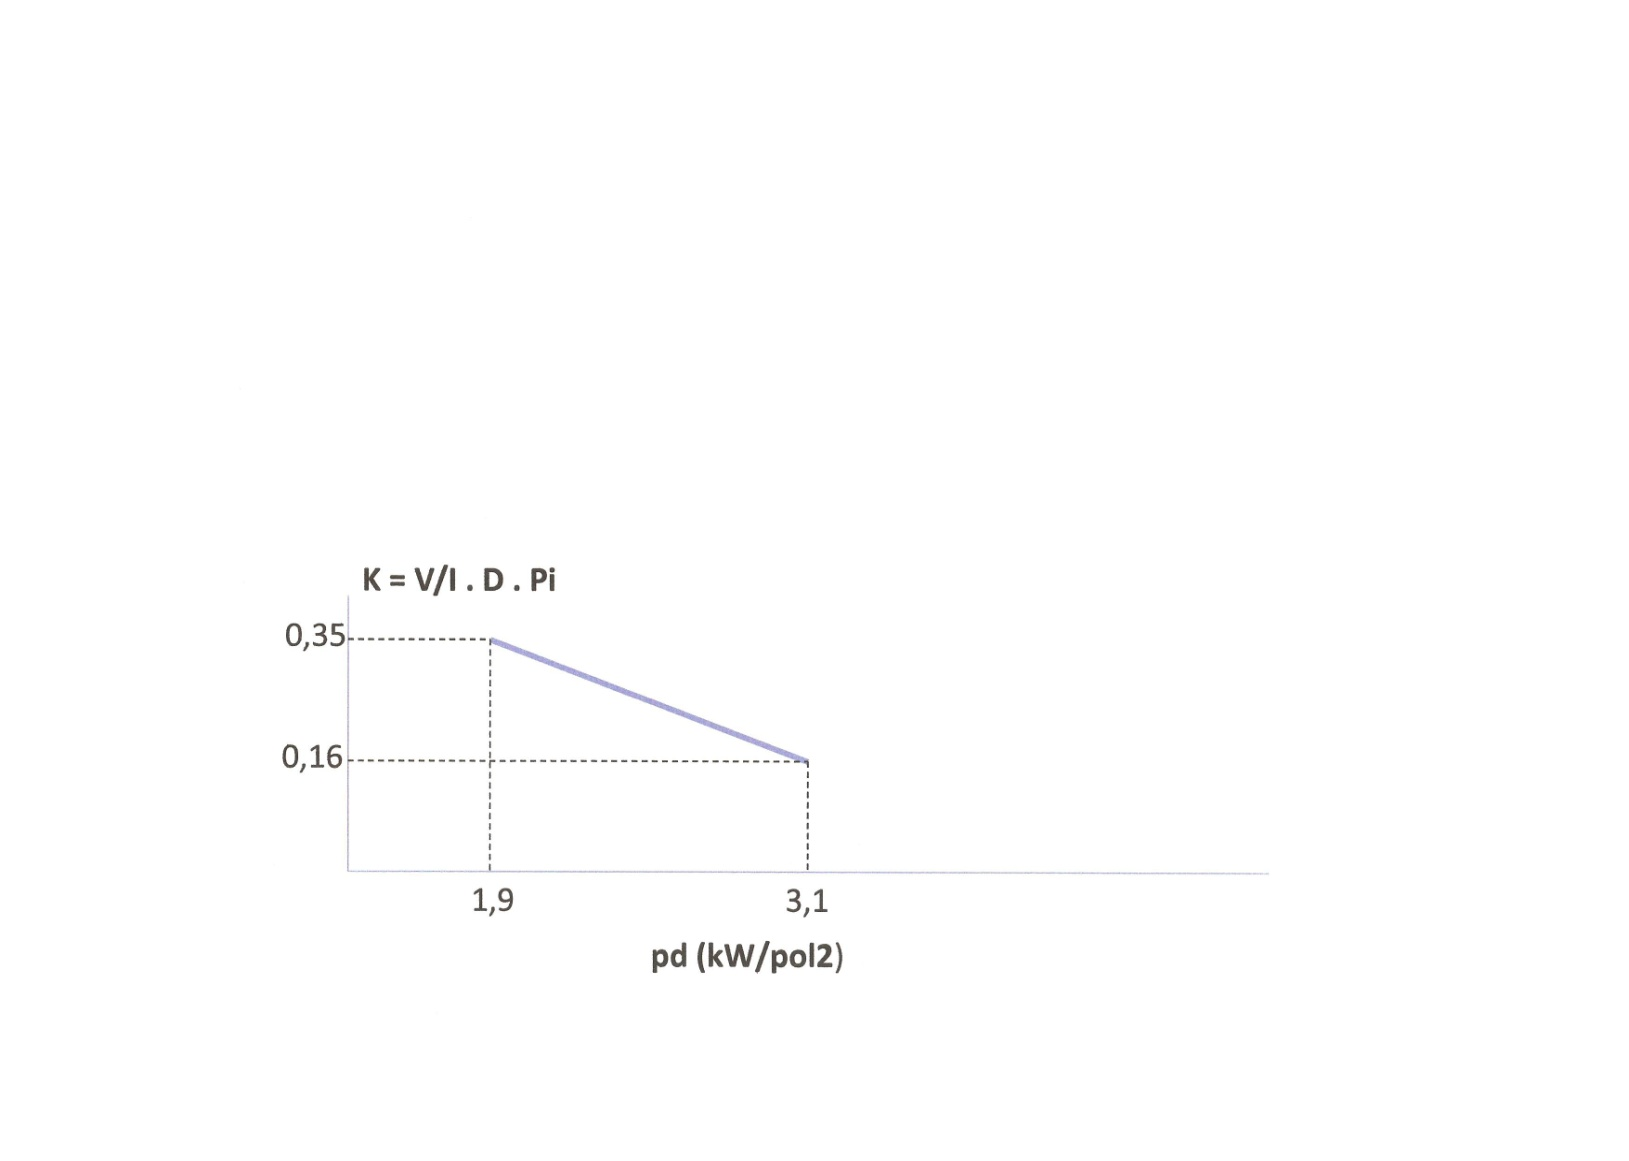 K = V/I . D . Pi
0,35
0,16
1,9
3,1
pd (kW/pol2)